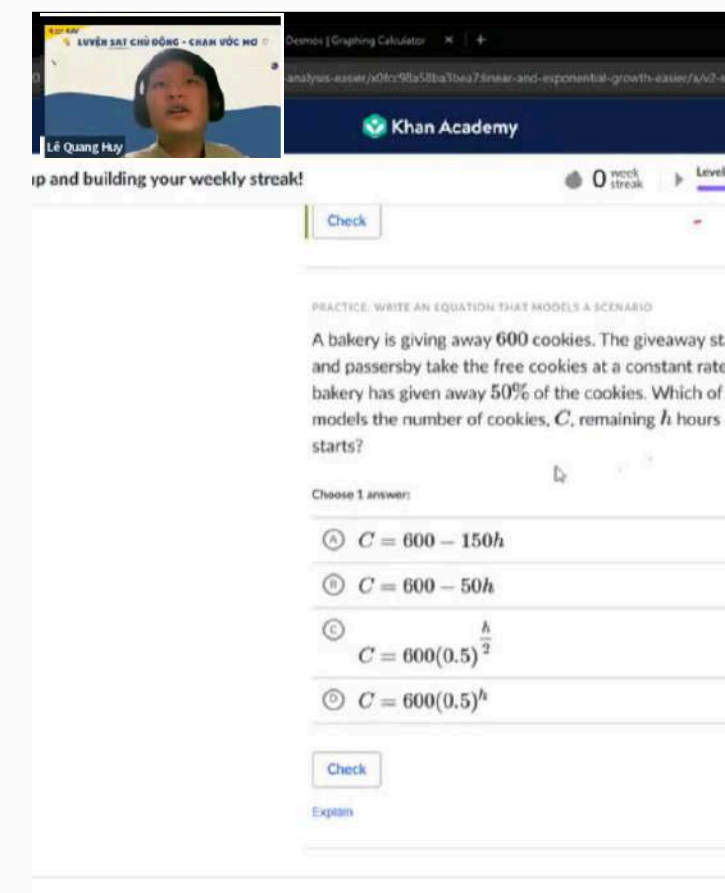 LUYỆN SAT CHỦ ĐỘNG - CHẠM ƯỚC MƠ
Lê Quang Huy
Desmos | Graphing Calculator
Khan Academy
up and building your weekly streak!
0 week streak
Level
Check
PRACTICE: WRITE AN EQUATION THAT MODELS A SCENARIO
A bakery is giving away 600 cookies. The giveaway st
and passersby take the free cookies at a constant rate
bakery has given away 50% of the cookies. Which of
models the number of cookies, C, remaining h hours
starts?
Choose 1 answer:
A C = 600 − 150h
B C = 600 − 50h
C C = 600(0.5)^(h/2)
D C = 600(0.5)^h
Check
Explain